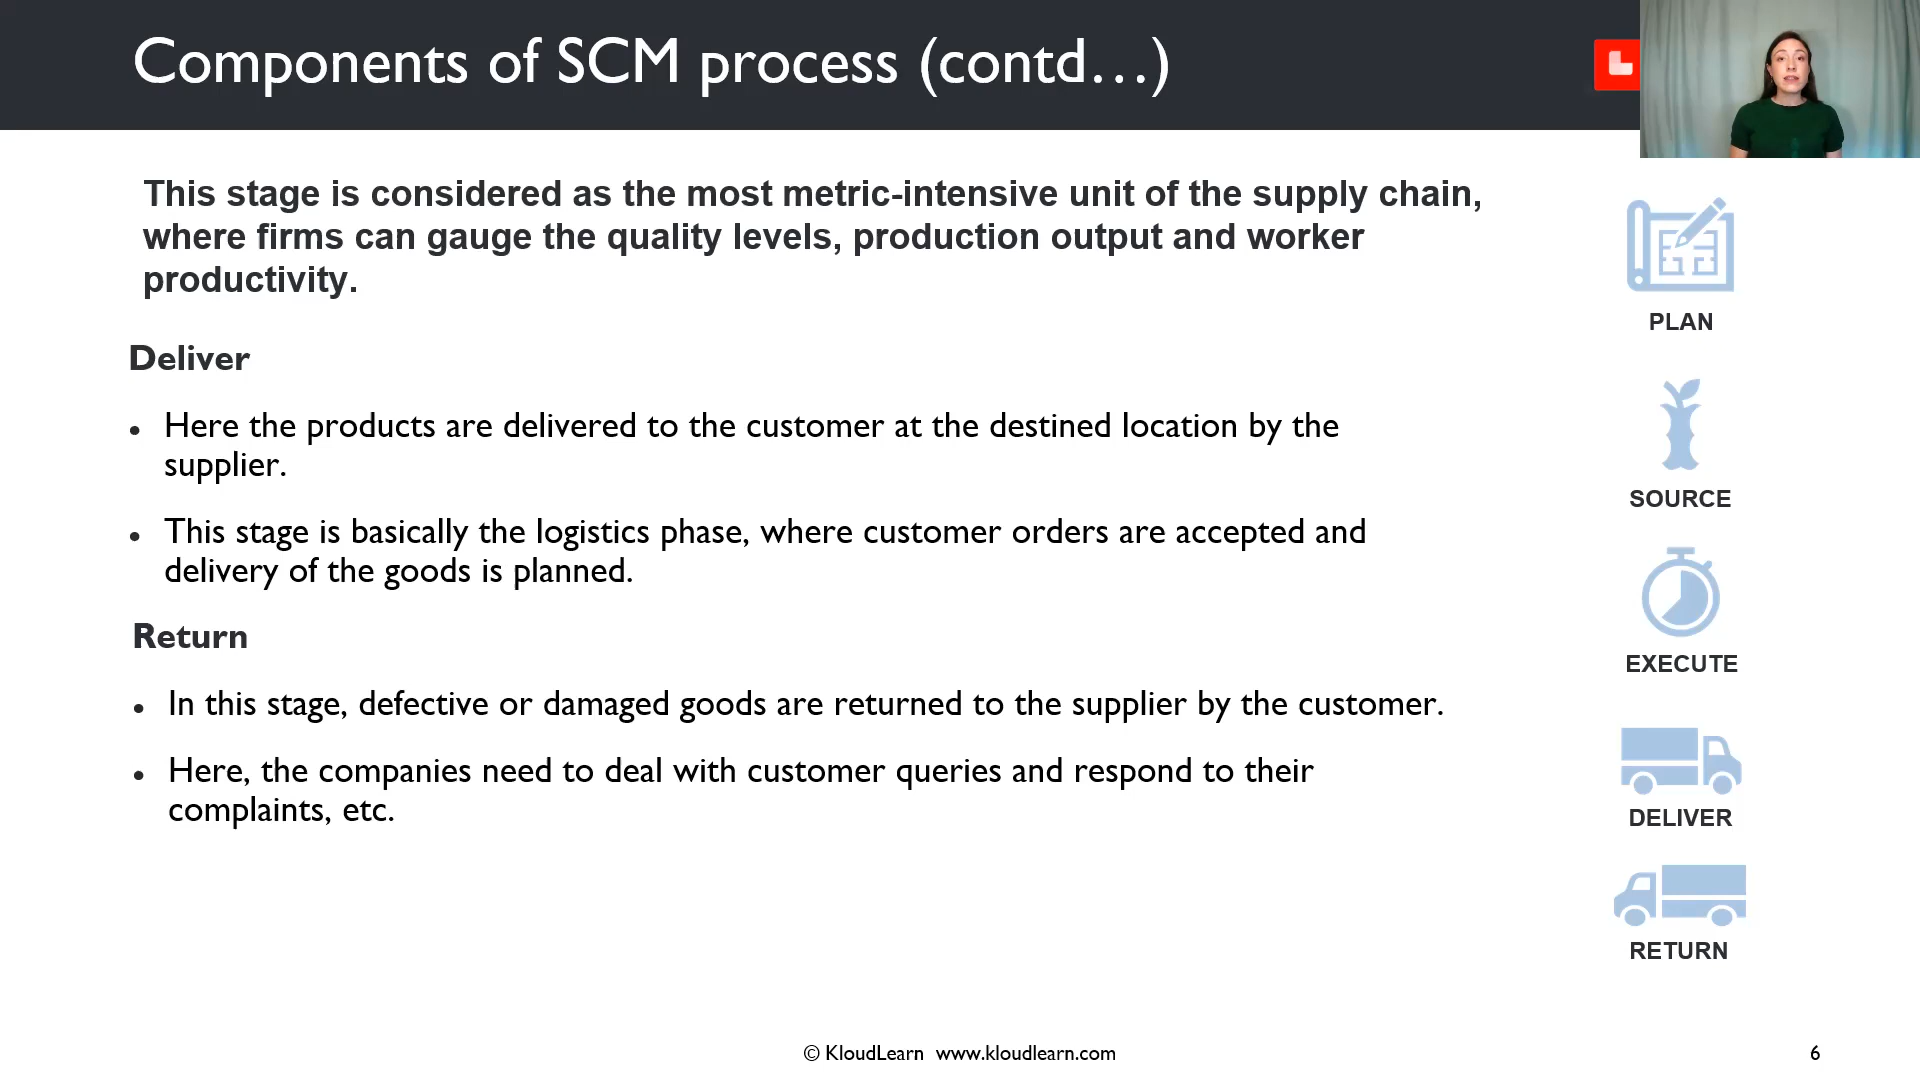 Components of SCM process (contd...)
This stage is considered as the most metric-intensive unit of the supply chain,
where firms can gauge the quality levels, production output and worker
productivity.
Deliver
• Here the products are delivered to the customer at the destined location by the
supplier.
• This stage is basically the logistics phase, where customer orders are accepted and
delivery of the goods is planned.
Return
• In this stage, defective or damaged goods are returned to the supplier by the customer.
• Here, the companies need to deal with customer queries and respond to their
complaints, etc.
PLAN
SOURCE
EXECUTE
DELIVER
RETURN
© KloudLearn www.kloudlearn.com
6